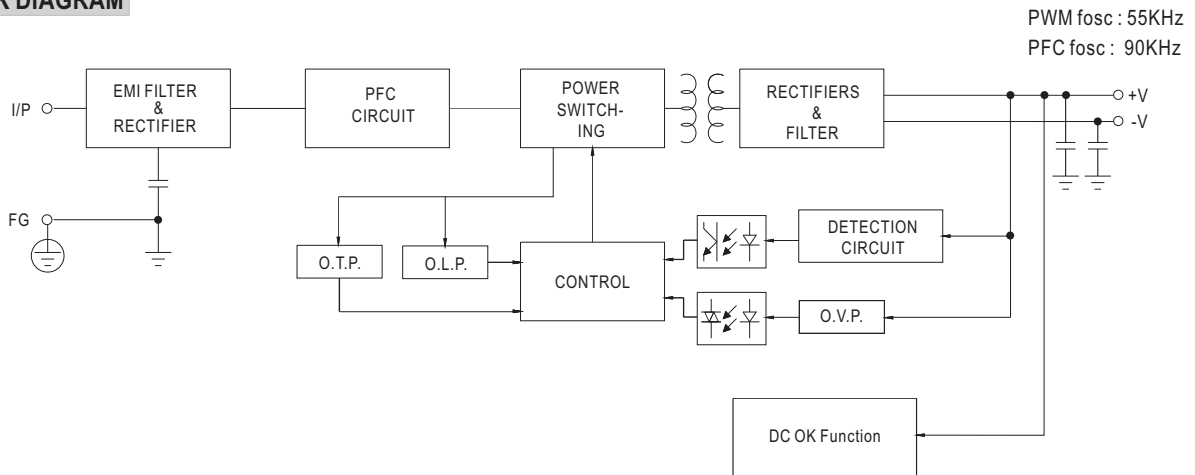 DIAGRAM
PWM fosc : 55KHz
PFC fosc : 90KHz
I/P
EMI FILTER
&
RECTIFIER
PFC
CIRCUIT
POWER
SWITCH-
ING
RECTIFIERS
&
FILTER
+V
-V
FG
O.T.P.
O.L.P.
CONTROL
DETECTION
CIRCUIT
O.V.P.
DC OK Function